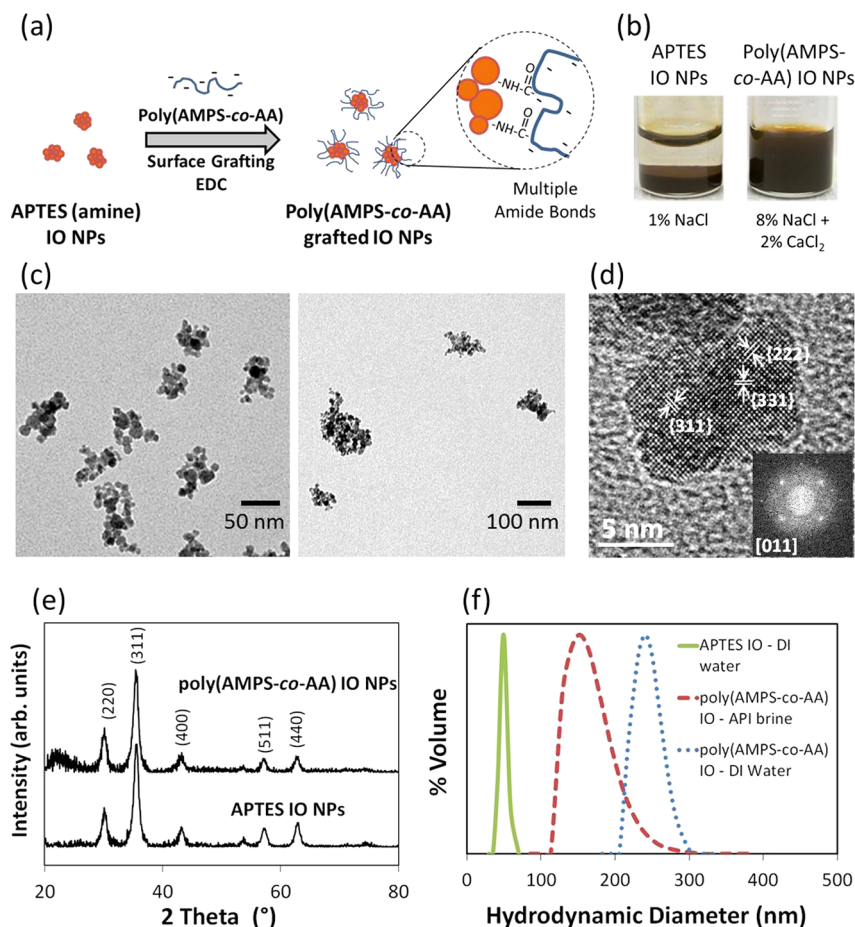 (a)
Poly(AMPS-co-AA)
Surface Grafting
EDC
APTES (amine)
IO NPs
Poly(AMPS-co-AA)
grafted IO NPs
-NH-C-
O
-NH-C-
O
Multiple
Amide Bonds
(b)
APTES
IO NPs
Poly(AMPS-
co-AA) IO NPs
1% NaCl
8% NaCl +
2% CaCl2
(c)
50 nm
100 nm
(d)
{222}
{331}
{311}
5 nm
[011]
(e)
Intensity (arb. units)
(220)
(311)
(400)
(511)
(440)
poly(AMPS-co-AA) IO NPs
APTES IO NPs
20
40
60
80
2 Theta (°)
(f)
% Volume
APTES IO - DI
water
poly(AMPS-co-AA)
IO - API brine
poly(AMPS-co-AA)
IO - DI Water
0
100
200
300
400
500
Hydrodynamic Diameter (nm)